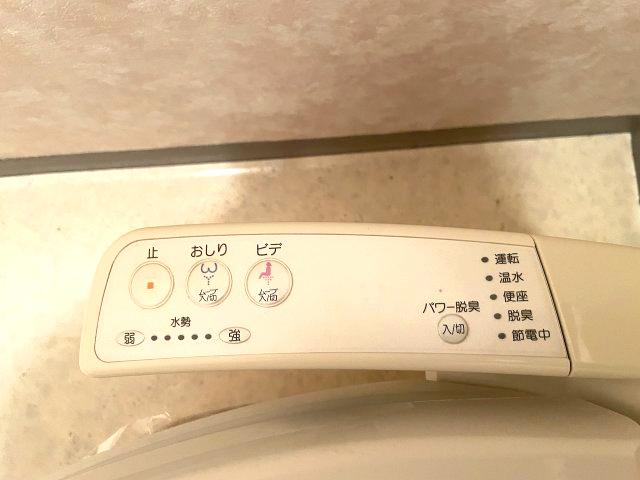 止
おしり
ビデ
水勢
弱
強
パワー脱臭
入/切
運転
温水
便座
脱臭
節電中